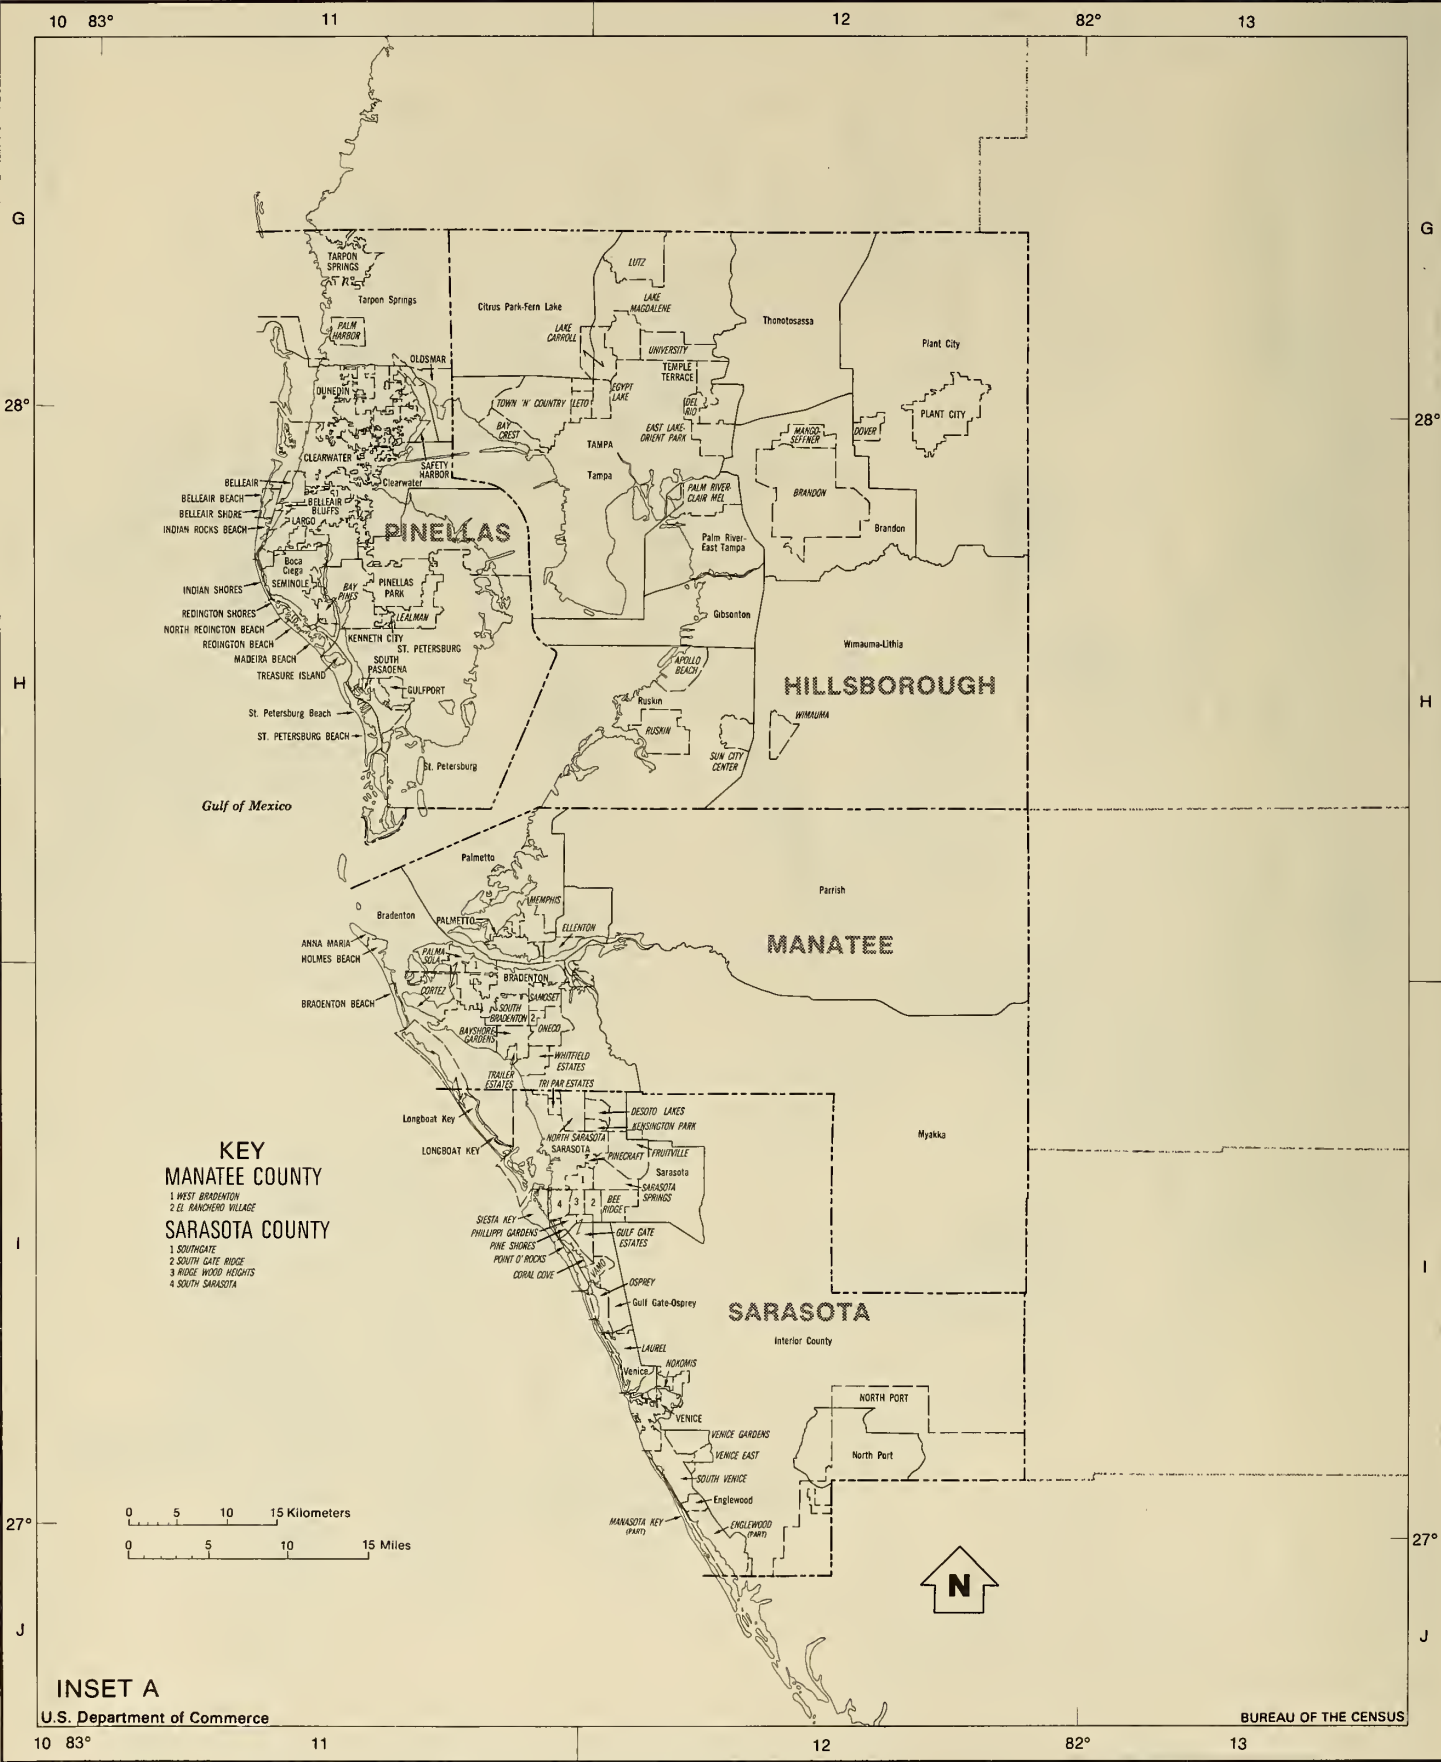 10 83° 11 12 82° 13
G
G
TARPON
SPRINGS
Tarpon Springs
PALM
HARBOR
Citrus Park-Fern Lake
LUTZ
LAKE
MAGDALENE
LAKE
CARROLL
UNIVERSITY
Thonotosassa
Plant City
OLDSMAR
TEMPLE
TERRACE
DUNEDIN
28°
28°
TOWN 'N' COUNTRY
LETO
EGYPT
LAKE
DEL
RIO
BAY
CREST
EAST LAKE-
ORIENT PARK
MANGO-
SEFFNER
DOVER
PLANT CITY
TAMPA
Tampa
CLEARWATER
SAFETY
HARBOR
Clearwater
BELLEAIR
BELLEAIR BEACH
BELLEAIR SHORE
INDIAN ROCKS BEACH
BELLEAIR
BLUFFS
LARGO
PINELLAS
PALM RIVER-
CLAIR MEL
BRANDON
Brandon
Palm River-
East Tampa
Boca
Ciega
SEMINOLE
BAY
PINES
PINELLAS
PARK
LEALMAN
INDIAN SHORES
REDINGTON SHORES
NORTH REDINGTON BEACH
REDINGTON BEACH
MADEIRA BEACH
TREASURE ISLAND
KENNETH CITY
ST. PETERSBURG
SOUTH
PASADENA
GULFPORT
Gibsonton
Wimauma-Lithia
APOLLO
BEACH
H
H
HILLSBOROUGH
St. Petersburg Beach
ST. PETERSBURG BEACH
St. Petersburg
Ruskin
RUSKIN
SUN CITY
CENTER
WIMAUMA
Gulf of Mexico
Palmetto
Parrish
MEMPHIS
Bradenton
PALMETTO
ELLENTON
MANATEE
ANNA MARIA
HOLMES BEACH
BRADENTON BEACH
PALMA
SOLA
1
CORTEZ
BRADENTON
SAMOSET
SOUTH
BRADENTON
2
ONECO
BAYSHORE
GARDENS
WHITFIELD
ESTATES
TRAILER
ESTATES
TRI PAR ESTATES
Longboat Key
LONGBOAT KEY
DESOTO LAKES
KENSINGTON PARK
NORTH SARASOTA
SARASOTA
PINECRAFT
FRUITVILLE
Sarasota
SARASOTA
SPRINGS
Myakka
4 3 2
BEE
RIDGE
SIESTA KEY
PHILLIPPI GARDENS
PINE SHORES
POINT O' ROCKS
CORAL COVE
GULF GATE
ESTATES
VAMO
OSPREY
Gulf Gate-Osprey
KEY
MANATEE COUNTY
1 WEST BRADENTON
2 EL RANCHERO VILLAGE
SARASOTA COUNTY
1 SOUTHGATE
2 SOUTH GATE RIDGE
3 RIDGE WOOD HEIGHTS
4 SOUTH SARASOTA
I
I
SARASOTA
Interior County
LAUREL
Venice
NOKOMIS
VENICE
NORTH PORT
North Port
VENICE GARDENS
VENICE EAST
SOUTH VENICE
Englewood
MANASOTA KEY
(PART)
ENGLEWOOD
(PART)
0 5 10 15 Kilometers
0 5 10 15 Miles
27°
27°
N
J
J
INSET A
U.S. Department of Commerce
BUREAU OF THE CENSUS
10 83° 11 12 82° 13